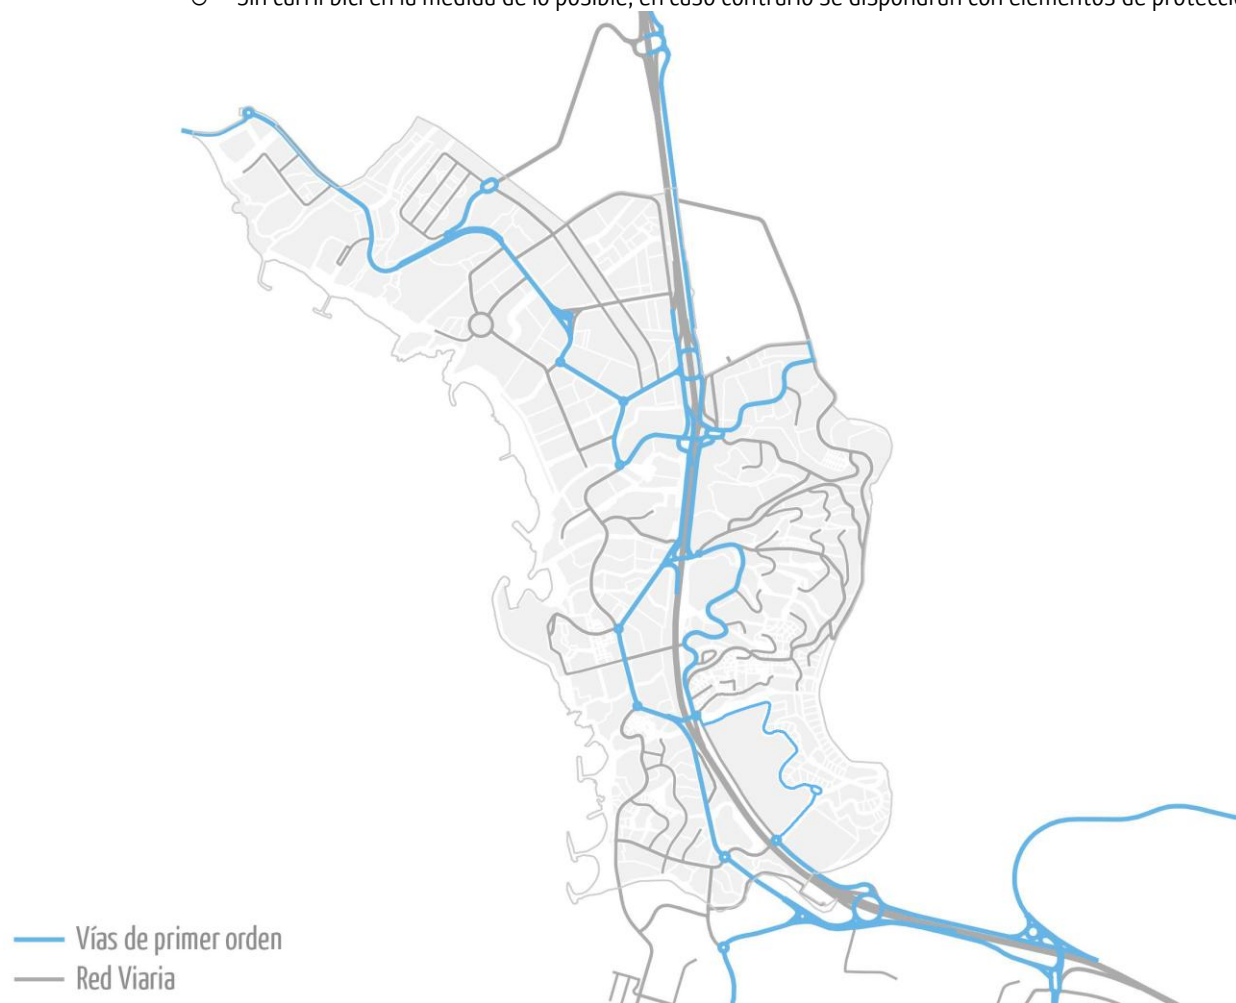 Sin carril bici en la medida de lo posible, en caso contrario se dispondrán con elementos de
Vías de primer orden
Red Viaria